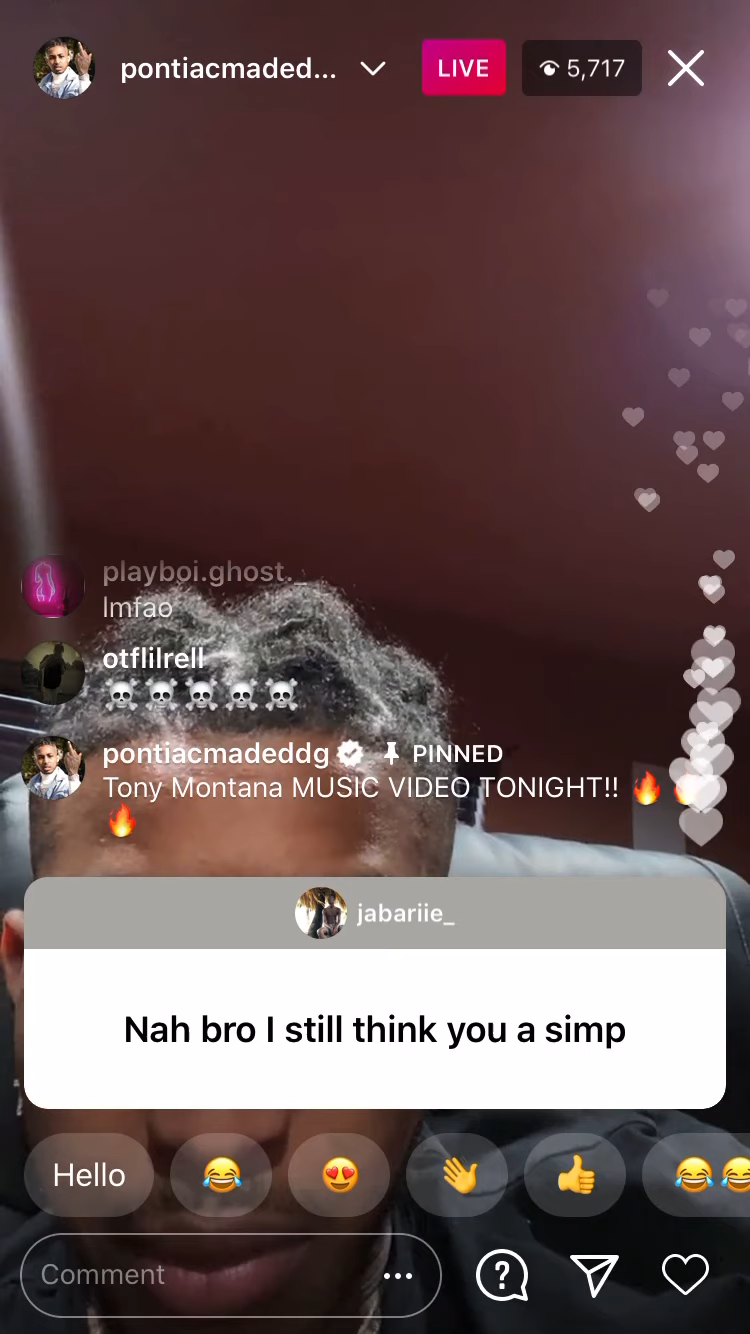 pontiacmaded...
LIVE
5,717
playboi.ghost._
lmfao
otflilrell
☠️☠️☠️☠️☠️
pontiacmadeddg PINNED
Tony Montana MUSIC VIDEO TONIGHT!! 🔥🔥
🔥
jabariie_
Nah bro I still think you a simp
Hello 😂 😍 👋 👍 😂😂
Comment